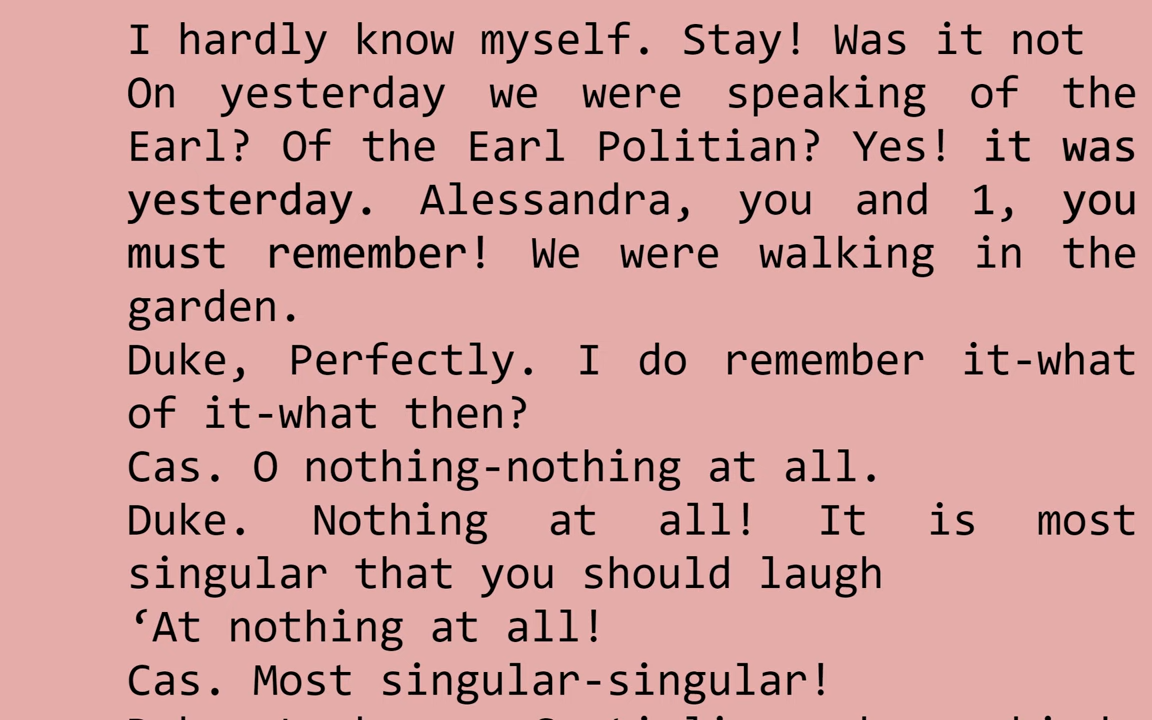 I hardly know myself. Stay! Was it not
On yesterday we were speaking of the
Earl? Of the Earl Politian? Yes! it was
yesterday. Alessandra, you and 1, you
must remember! We were walking in the
garden.
Duke, Perfectly. I do remember it-what
of it-what then?
Cas. O nothing-nothing at all.
Duke. Nothing at all! It is most
singular that you should laugh
‘At nothing at all!
Cas. Most singular-singular!